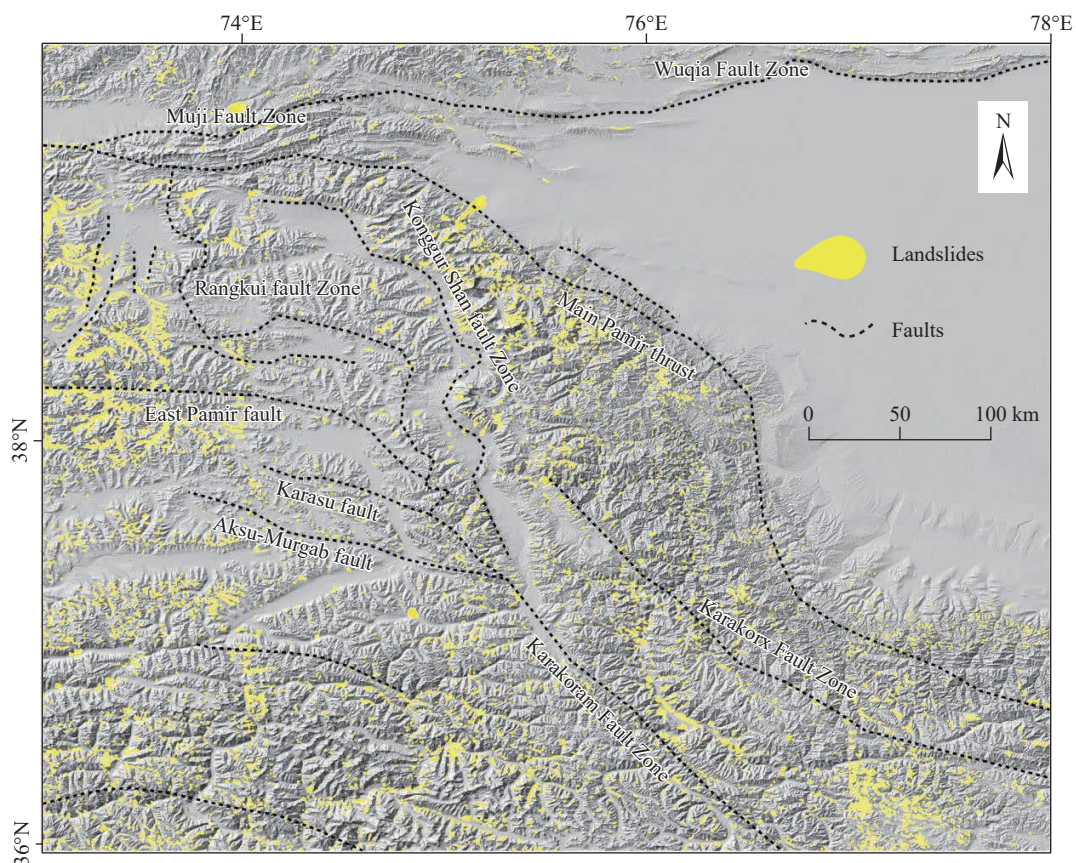 74°E
76°E
78°E
Wuqia Fault Zone
Muji Fault Zone
N
Konggur Shan fault Zone
Landslides
Rangkui fault Zone
Main Pamir thrust
Faults
East Pamir fault
0 50 100 km
38°N
Karasu fault
Aksu-Murgab fault
Karakorx Fault Zone
Karakoram Fault Zone
36°N